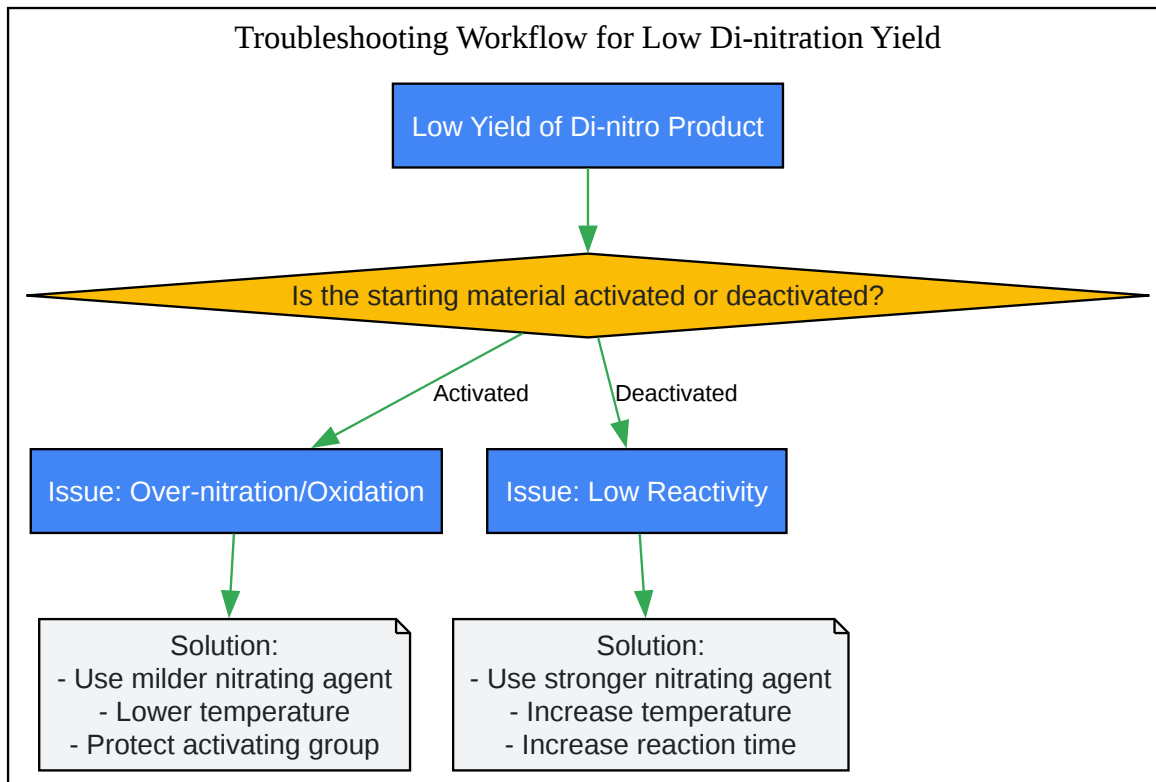 Troubleshooting Workflow for Low Di-nitration Yield
Low Yield of Di-nitro Product
Is the starting material activated or deactivated?
Activated
Deactivated
Issue: Over-nitration/Oxidation
Issue: Low Reactivity
Solution:
- Use milder nitrating agent
- Lower temperature
- Protect activating group
Solution:
- Use stronger nitrating agent
- Increase temperature
- Increase reaction time